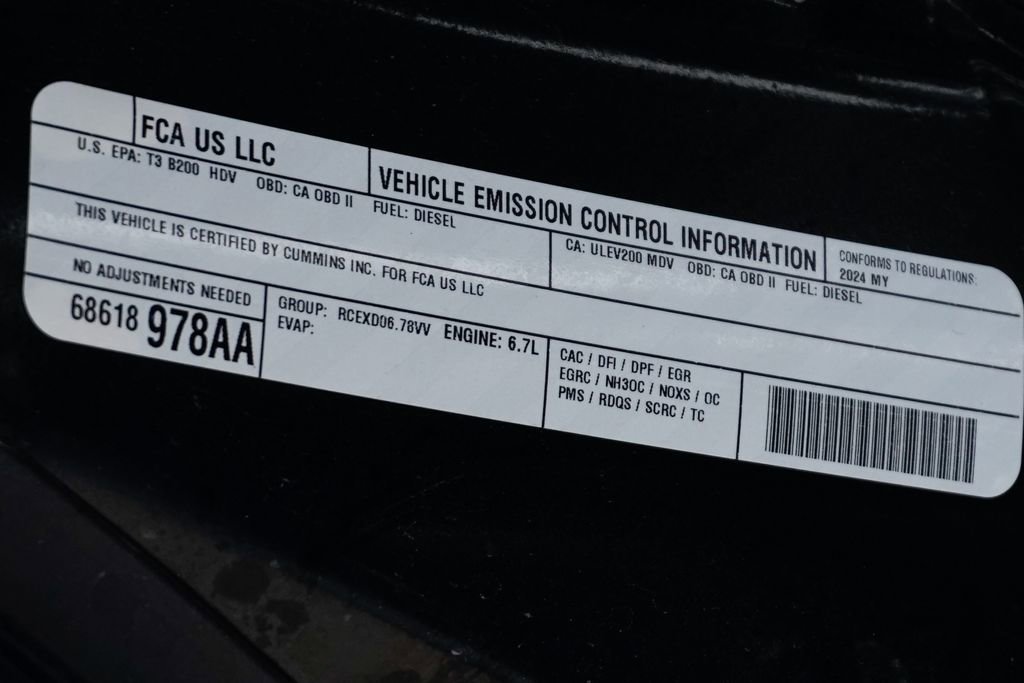 FCA US LLC
VEHICLE EMISSION CONTROL INFORMATION
CONFORMS TO REGULATIONS:
2024 MY
U.S. EPA: T3 B200 HDV OBD: CA OBD II FUEL: DIESEL
CA: ULEV200 MDV OBD: CA OBD II FUEL: DIESEL
THIS VEHICLE IS CERTIFIED BY CUMMINS INC. FOR FCA US LLC
NO ADJUSTMENTS NEEDED
68618 978AA
GROUP: RCEXD06.78VV ENGINE: 6.7L
EVAP:
CAC / DFI / DPF / EGR
EGRC / NH3OC / NOXS / OC
PMS / RDQS / SCRC / TC